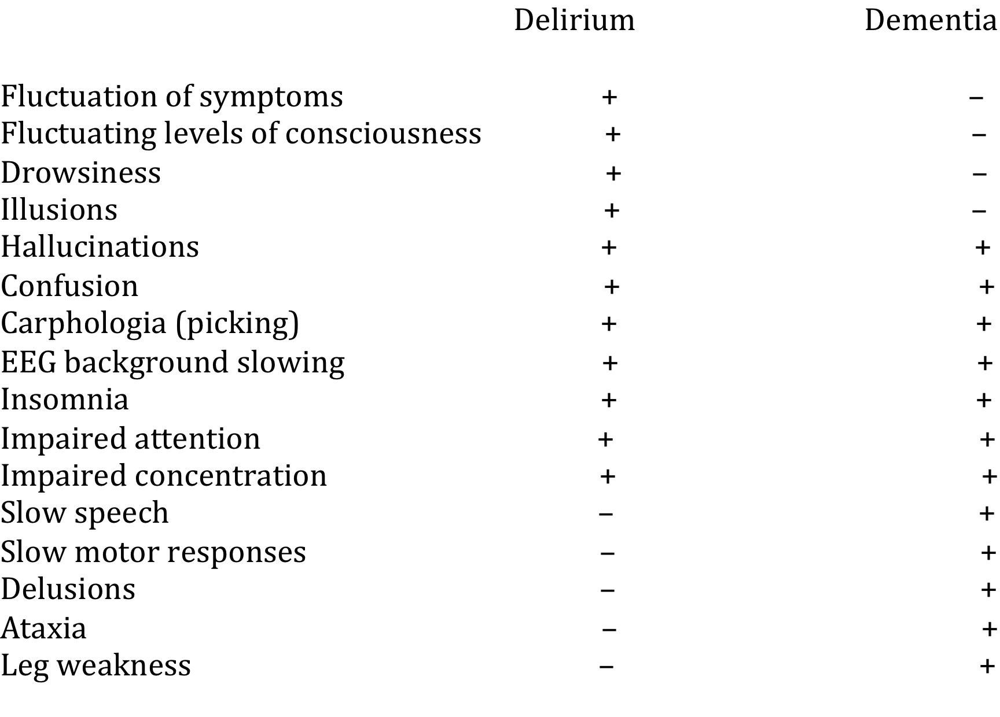 Delirium Dementia
Fluctuation of symptoms + –
Fluctuating levels of consciousness + –
Drowsiness + –
Illusions + –
Hallucinations + +
Confusion + +
Carphologia (picking) + +
EEG background slowing + +
Insomnia + +
Impaired attention + +
Impaired concentration + +
Slow speech – +
Slow motor responses – +
Delusions – +
Ataxia – +
Leg weakness – +